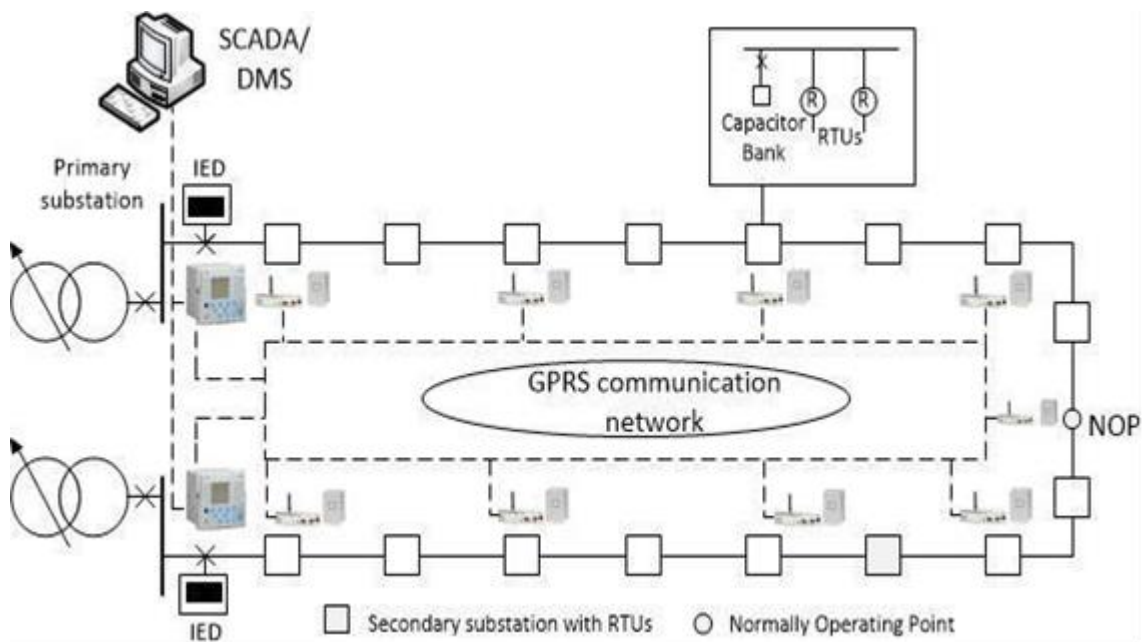 SCADA/
DMS
Primary
substation
IED
Capacitor
Bank
R
R
RTUs
GPRS communication
network
NOP
IED
Secondary substation with RTUs
Normally Operating Point